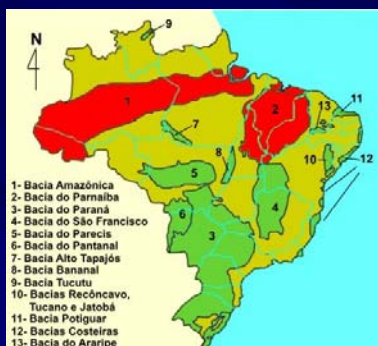 N
9
1
2
13
11
7
8
10
12
5
4
6
3
1- Bacia Amazônica
2- Bacia do Parnaíba
3- Bacia do Paraná
4- Bacia do São Francisco
5- Bacia do Parecis
6- Bacia do Pantanal
7- Bacia Alto Tapajós
8- Bacia Bananal
9- Bacia Tucutu
10- Bacias Recôncavo,
Tucano e Jatobá
11- Bacia Potiguar
12- Bacias Costeiras
13- Bacia do Araripe